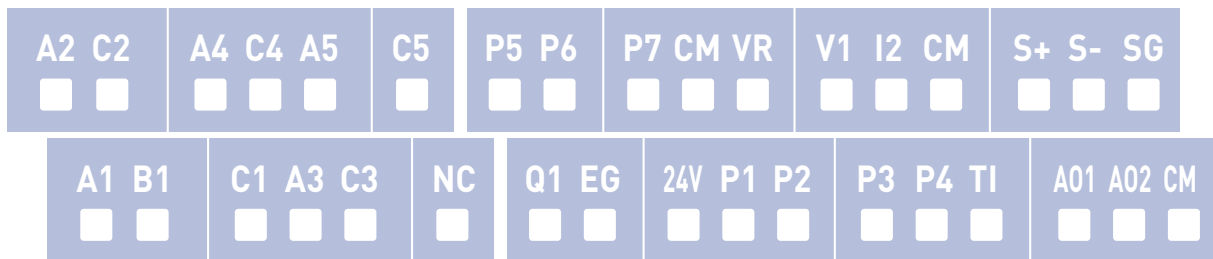 A2 C2 A4 C4 A5 C5 P5 P6 P7 CM VR V1 I2 CM S+ S- SG
A1 B1 C1 A3 C3 NC Q1 EG 24V P1 P2 P3 P4 TI A01 A02 CM